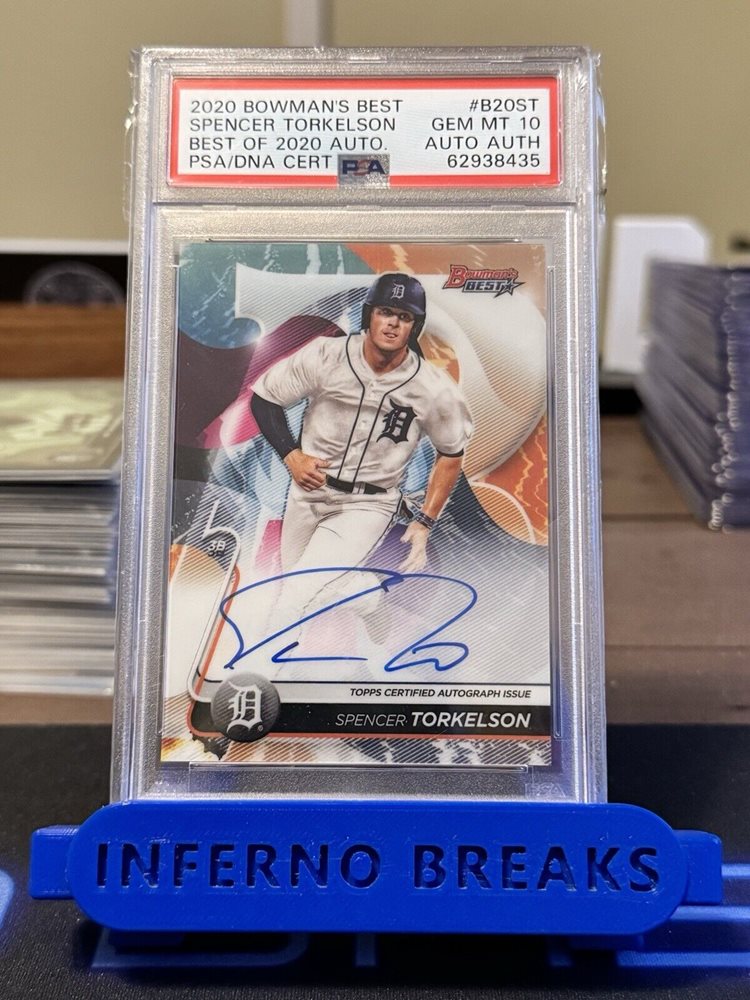 2020 BOWMAN'S BEST #B20ST
SPENCER TORKELSON GEM MT 10
BEST OF 2020 AUTO. AUTO AUTH
PSA/DNA CERT PSA 62938435
Bowman's
BEST
D
D
3B
TOPPS CERTIFIED AUTOGRAPH ISSUE
D
SPENCER TORKELSON
INFERNO BREAKS